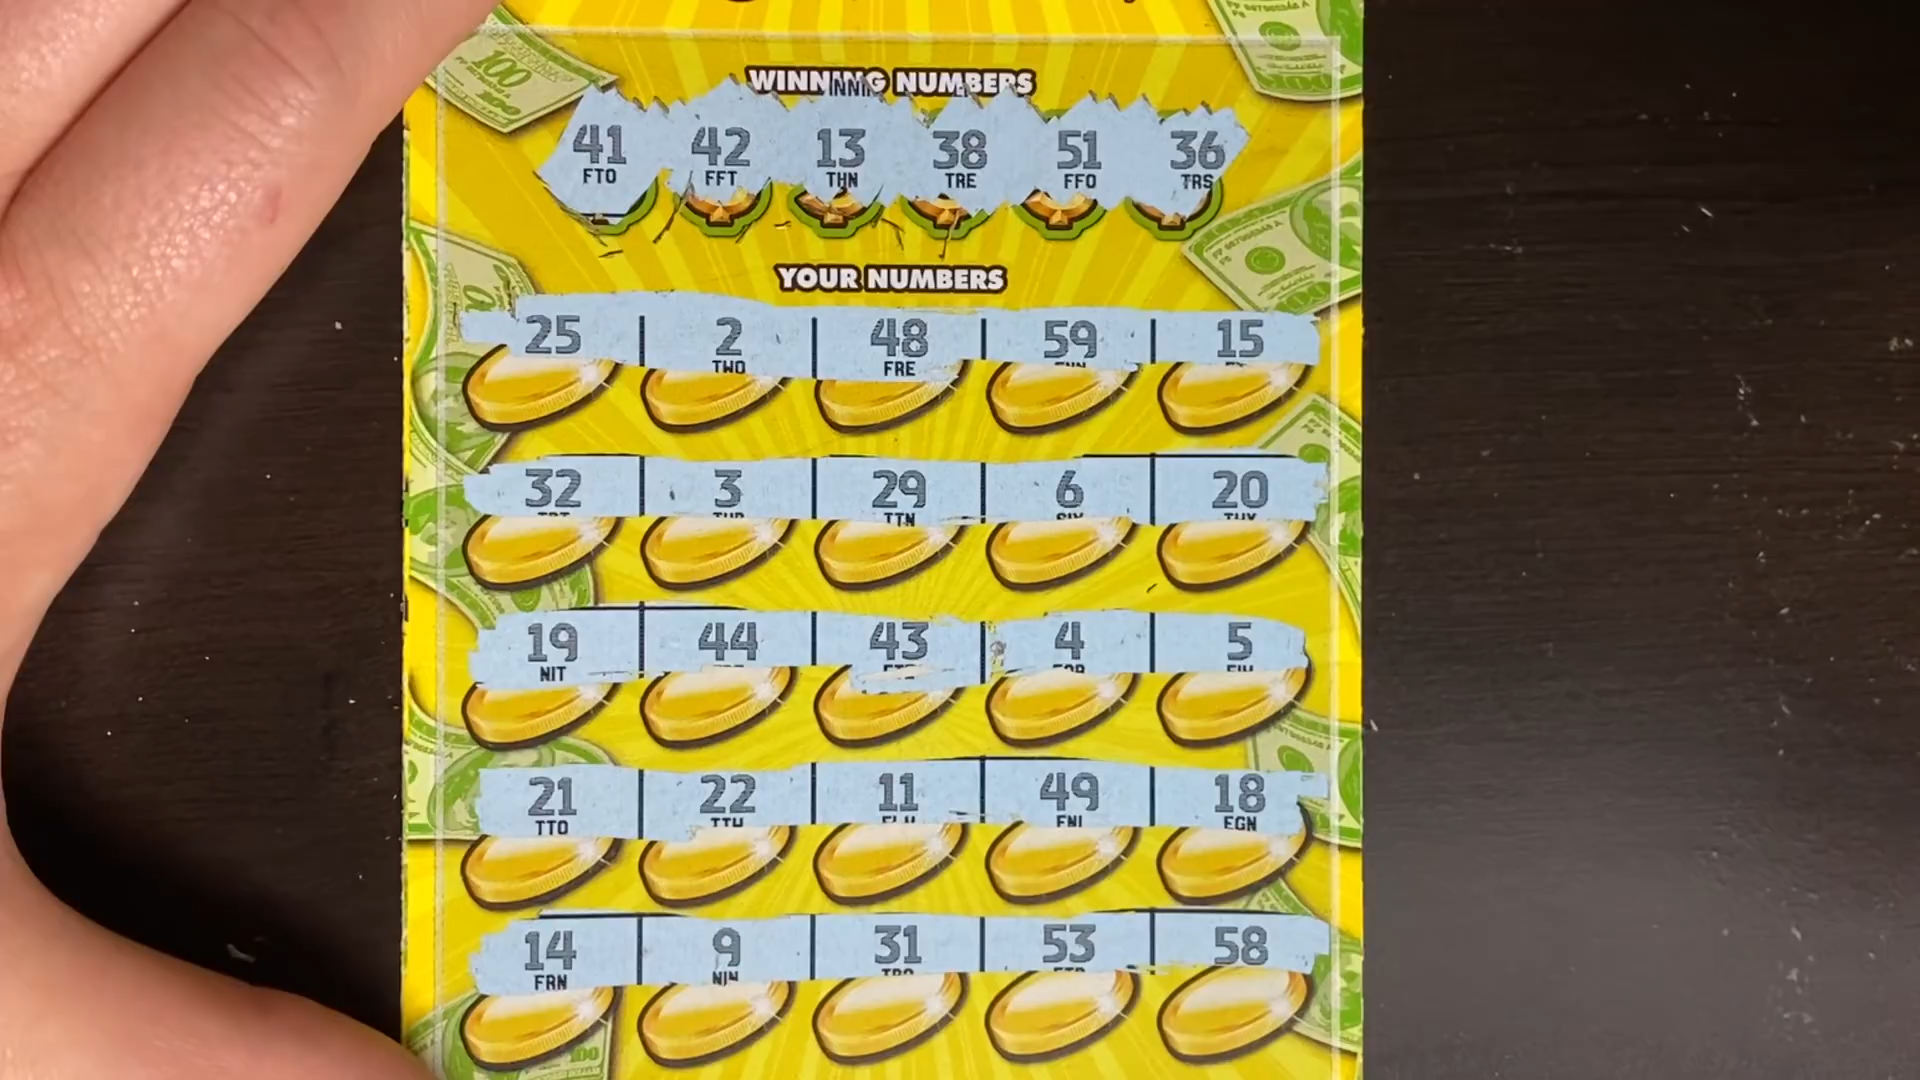 WINNING NUMBERS
41 42 13 38 51 36
FTO FFT THN TRE FFO TRS
YOUR NUMBERS
25 2 48 59 15
TWO FRE
32 3 29 6 20
TTN SIX
19 44 43 4 5
NIT
21 22 11 49 18
TTO TTH EGN
14 9 31 53 58
FRN NIN